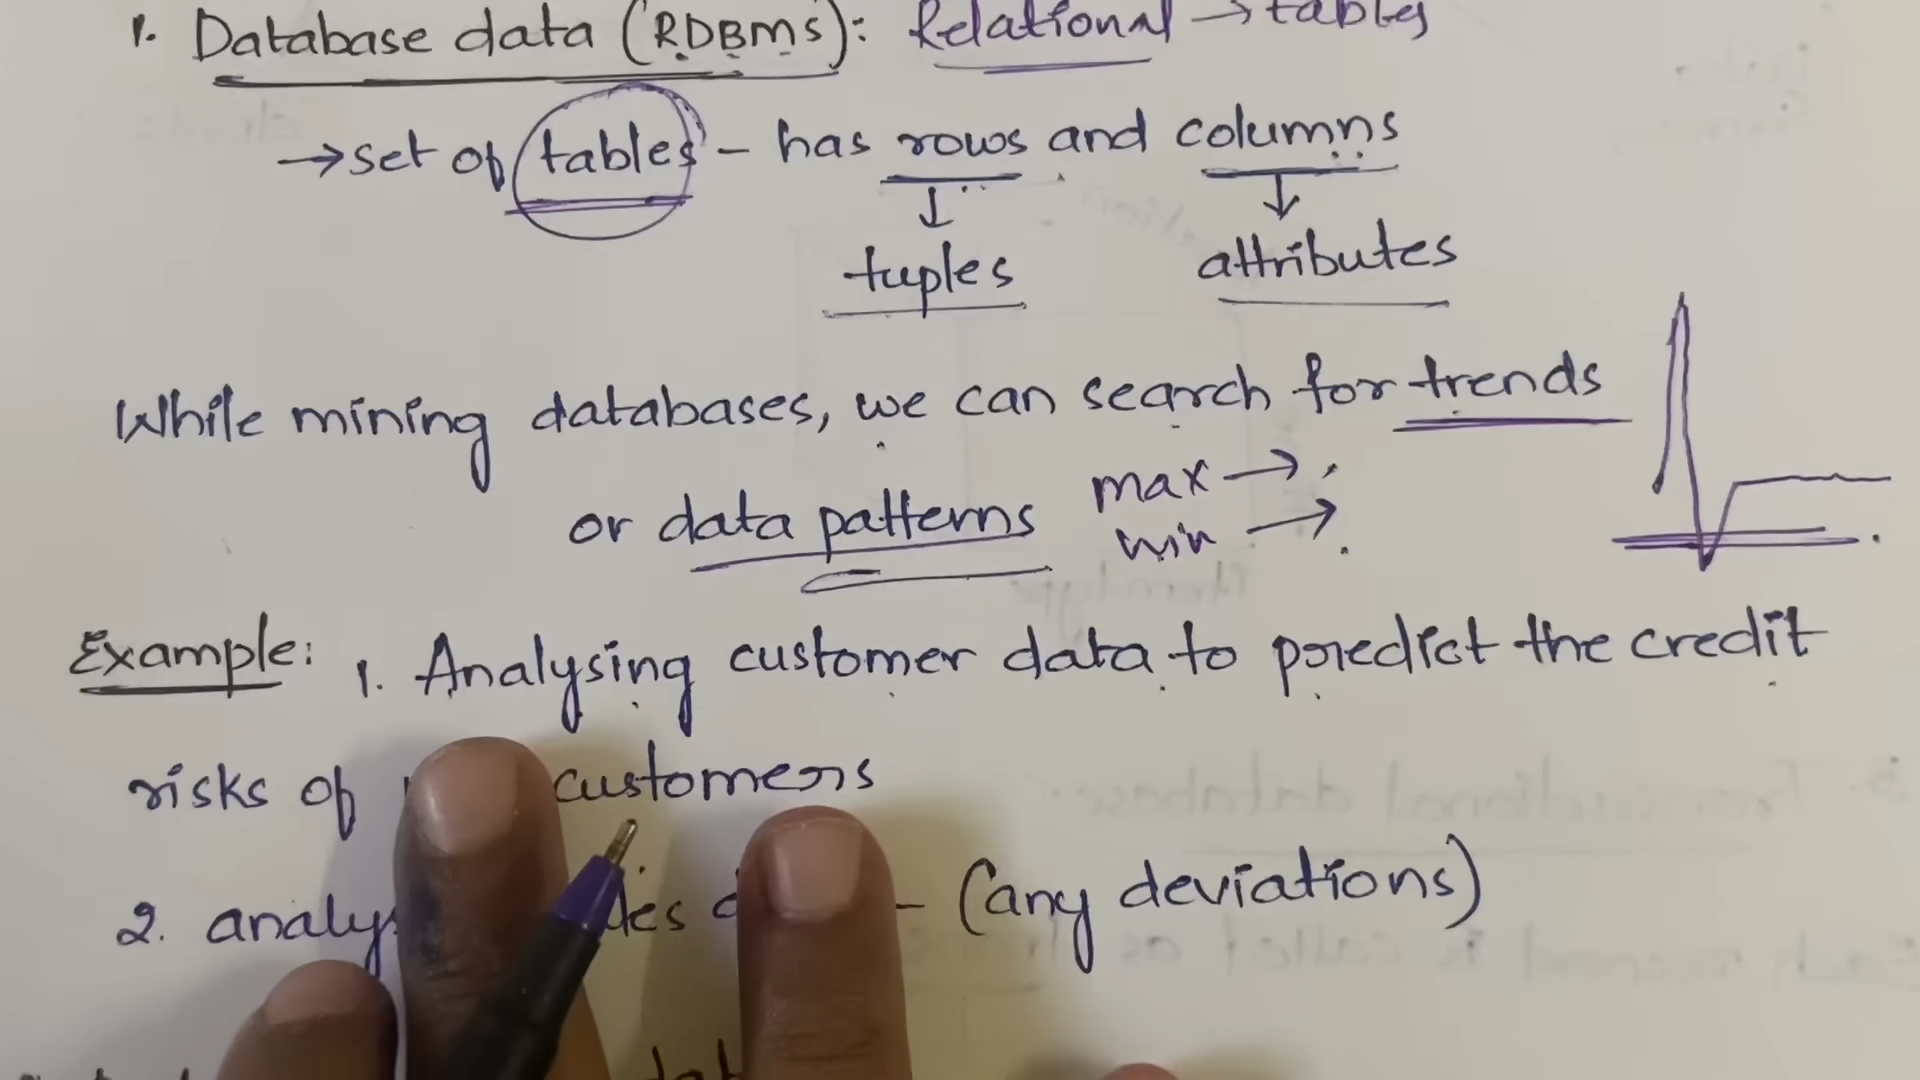 1. Database data (RDBMS): Relational → tables
→ set of tables - has rows and columns
↓ ↓
tuples attributes
While mining databases, we can search for trends
or data patterns max →
min →
Example: 1. Analysing customer data to predict the credit
risks of customers
2. - (any deviations)